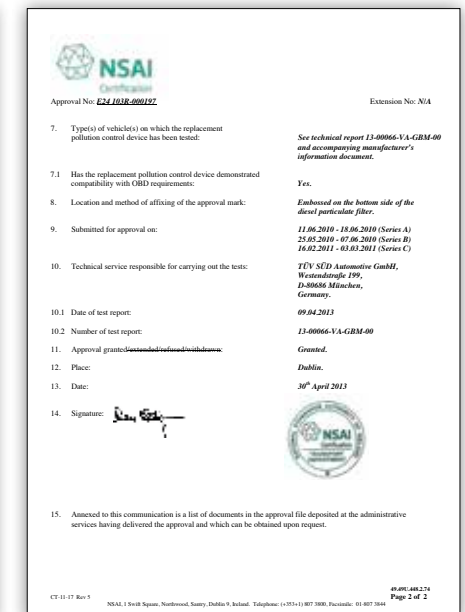 NSAI
Certification
Approval No: E24 103R-000197 Extension No: N/A
7. Type(s) of vehicle(s) on which the replacement
pollution control device has been tested: See technical report 13-00066-VA-GBM-00
and accompanying manufacturer's
information document.
7.1 Has the replacement pollution control device demonstrated
compatibility with OBD requirements: Yes.
8. Location and method of affixing of the approval mark: Embossed on the bottom side of the
diesel particulate filter.
9. Submitted for approval on: 11.06.2010 - 18.06.2010 (Series A)
25.05.2010 - 07.06.2010 (Series B)
16.02.2011 - 03.03.2011 (Series C)
10. Technical service responsible for carrying out the tests: TÜV SÜD Automotive GmbH,
Westendstraße 199,
D-80686 München,
Germany.
10.1 Date of test report: 09.04.2013
10.2 Number of test report: 13-00066-VA-GBM-00
11. Approval granted/extended/refused/withdrawn: Granted.
12. Place: Dublin.
13. Date: 30th April 2013
14. Signature:
NSAI
Certification
15. Annexed to this communication is a list of documents in the approval file deposited at the administrative
services having delivered the approval and which can be obtained upon request.
CT-11-17 Rev 5
Page 2 of 2
NSAI, 1 Swift Square, Northwood, Santry, Dublin 9, Ireland. Telephone: (+353+1) 807 3800, Facsimile: 01 807 3844